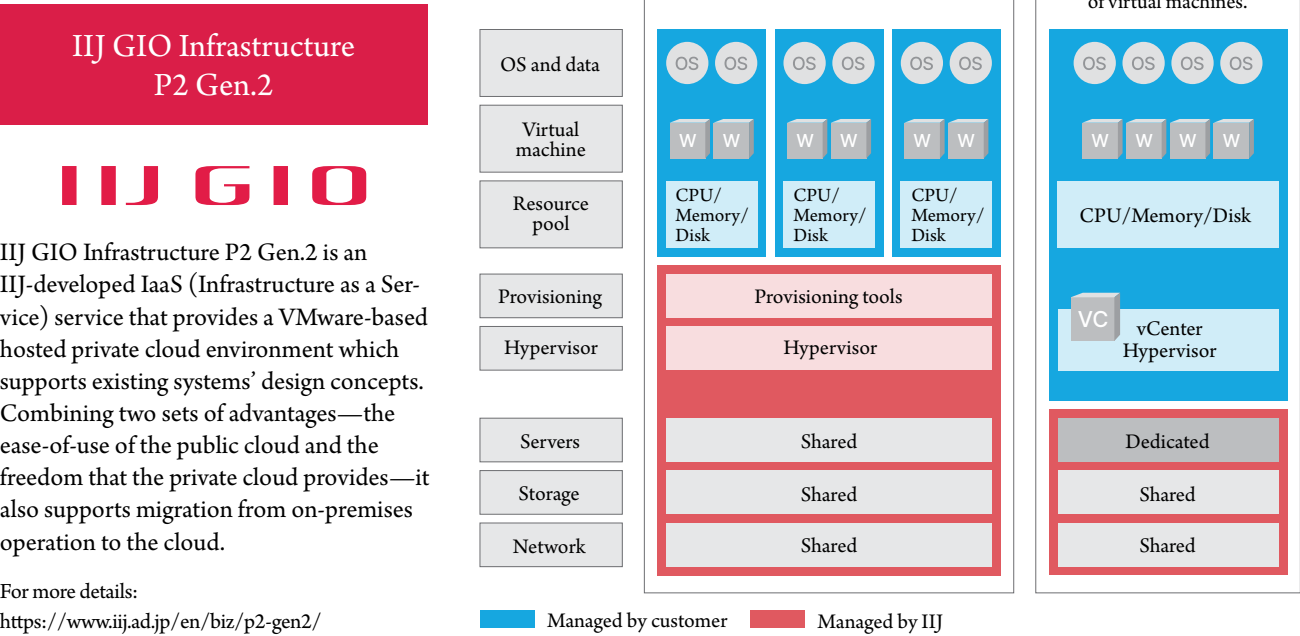 IIJ GIO Infrastructure
P2 Gen.2
IIJ GIO
IIJ GIO Infrastructure P2 Gen.2 is an
IIJ-developed IaaS (Infrastructure as a Ser-
vice) service that provides a VMware-based
hosted private cloud environment which
supports existing systems’ design concepts.
Combining two sets of advantages—the
ease-of-use of the public cloud and the
freedom that the private cloud provides—it
also supports migration from on-premises
operation to the cloud.
For more details:
https://www.iij.ad.jp/en/biz/p2-gen2/
of virtual machines.
OS and data
OS OS OS OS OS OS
OS OS OS OS
Virtual
machine
W W W W W W
W W W W
Resource
pool
CPU/
Memory/
Disk
CPU/
Memory/
Disk
CPU/
Memory/
Disk
CPU/Memory/Disk
Provisioning
Provisioning tools
Hypervisor
Hypervisor
VC
vCenter
Hypervisor
Servers
Shared
Dedicated
Storage
Shared
Shared
Network
Shared
Shared
Managed by customer
Managed by IIJ